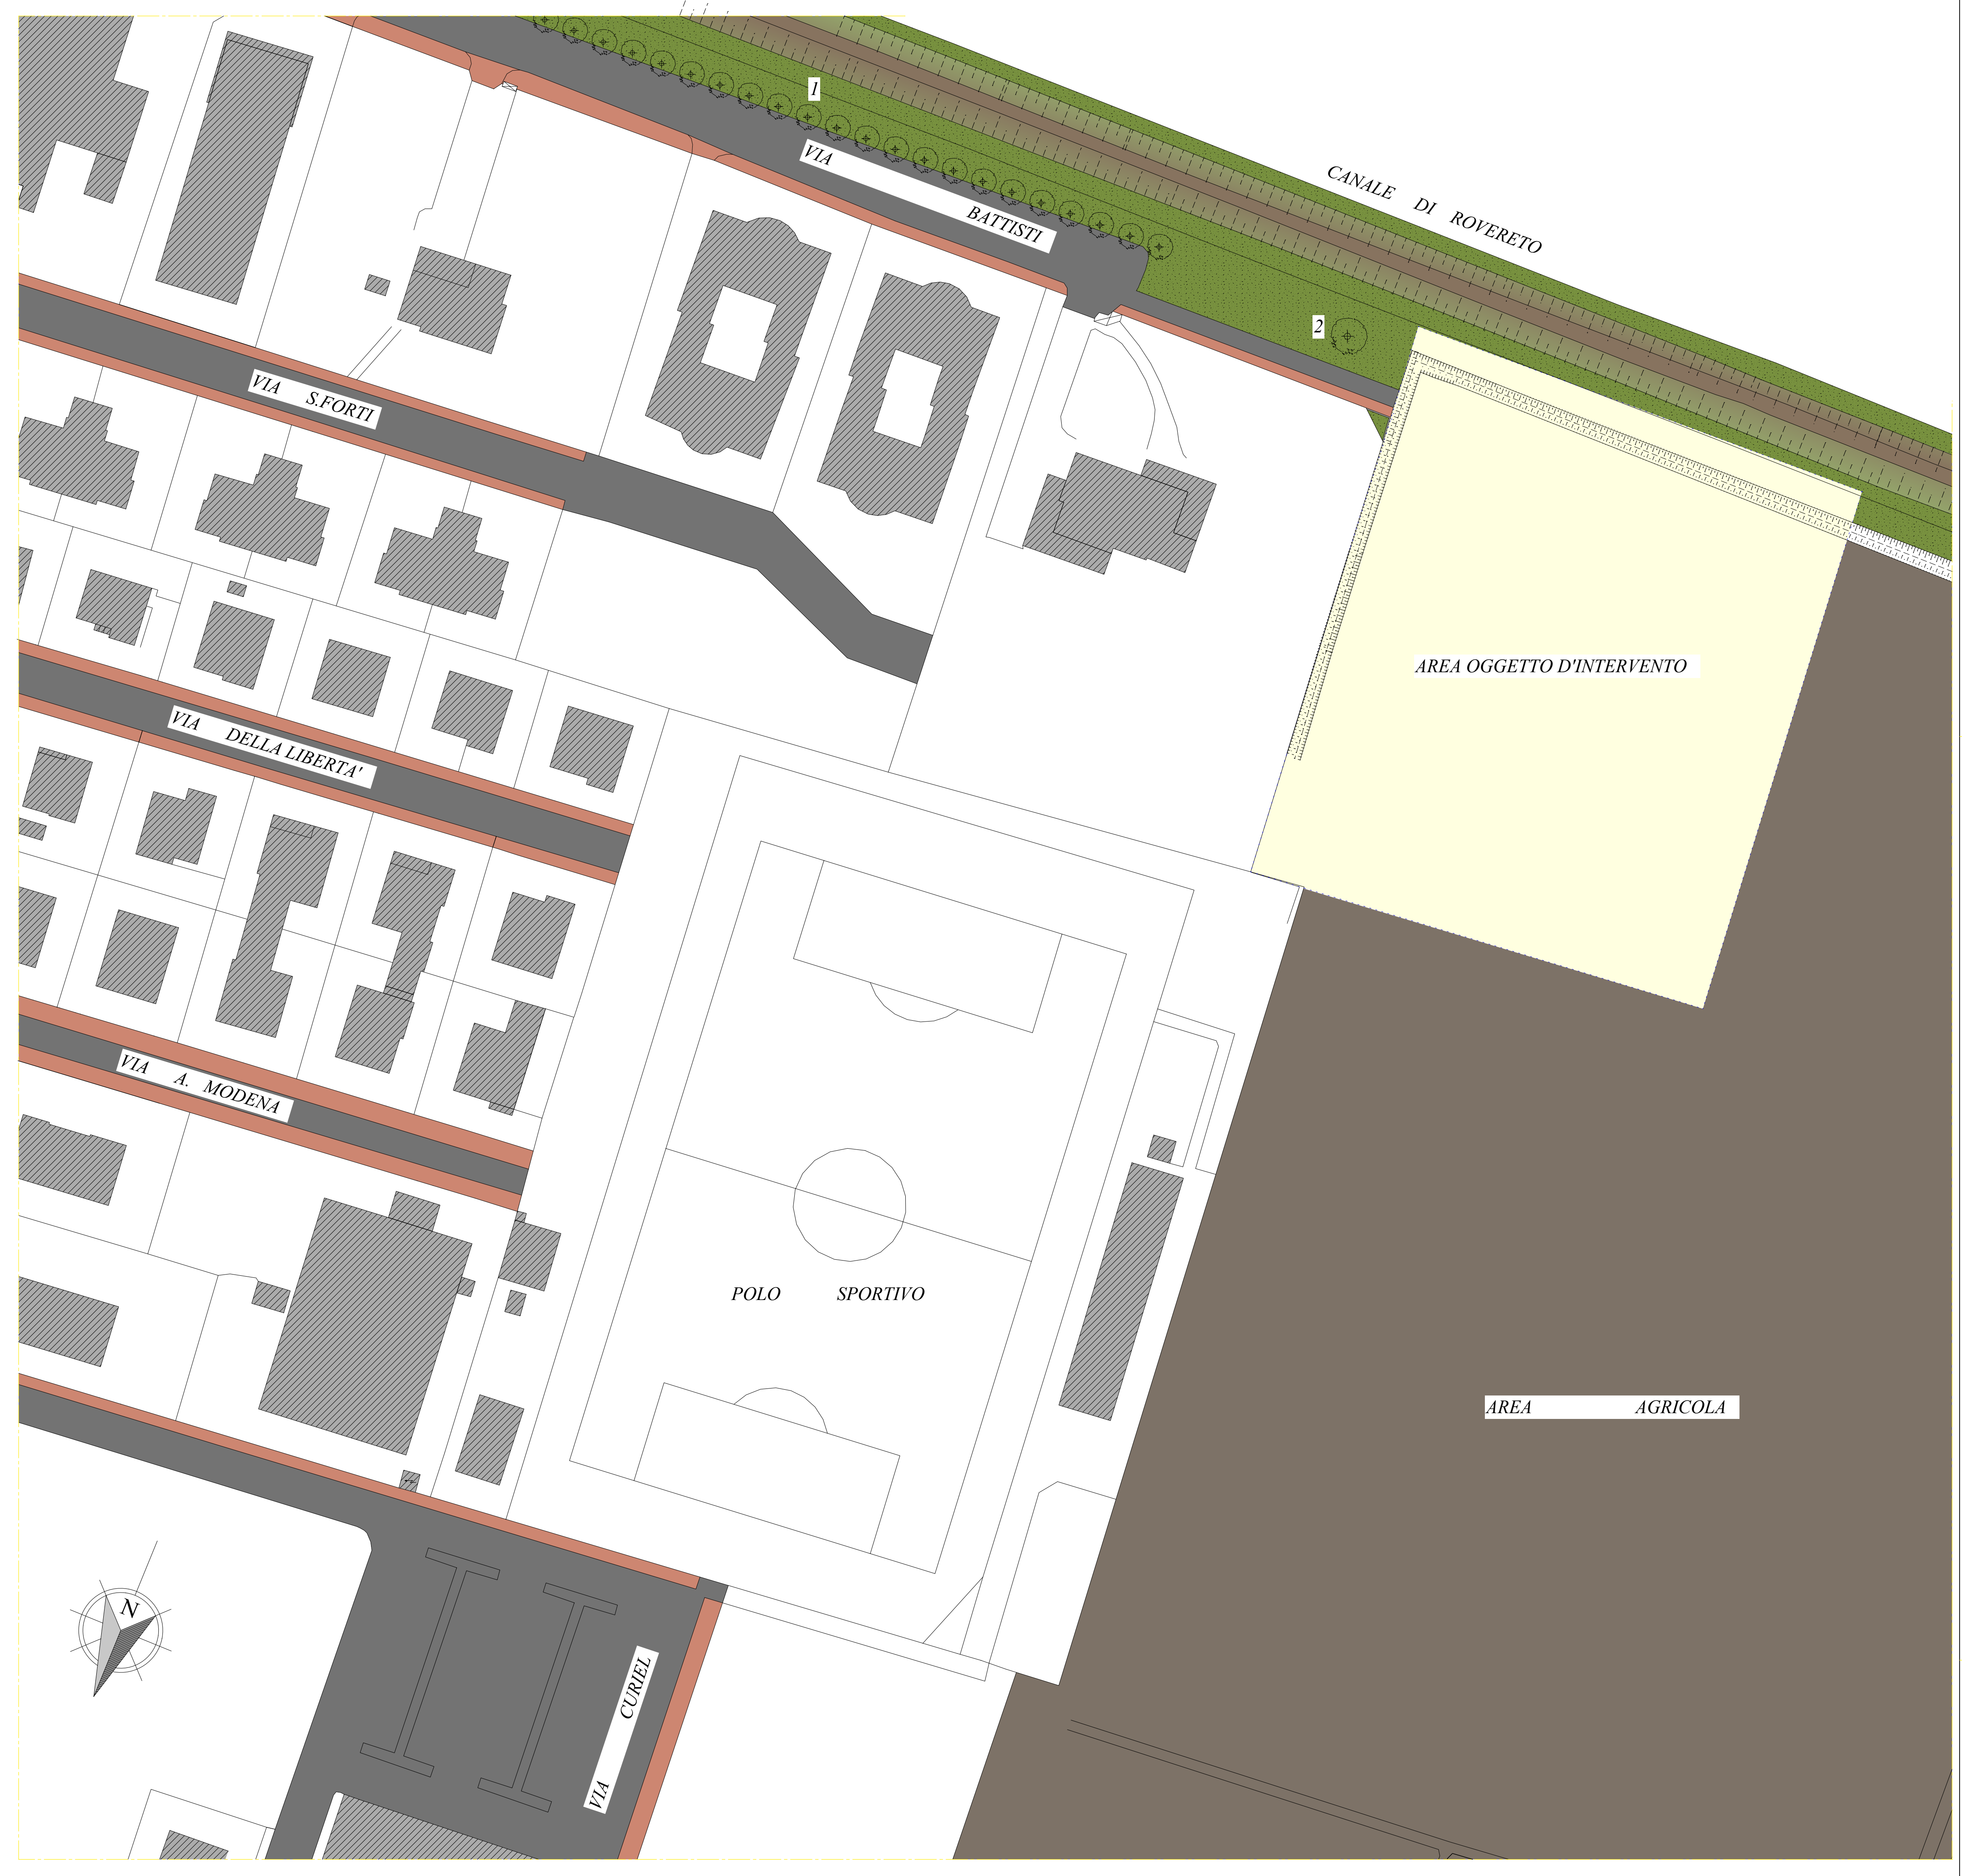 1
VIA BATTISTI
CANALE DI ROVERETO
2
VIA S.FORTI
AREA OGGETTO D'INTERVENTO
VIA DELLA LIBERTA'
VIA A. MODENA
POLO SPORTIVO
AREA AGRICOLA
N
VIA CURIEL